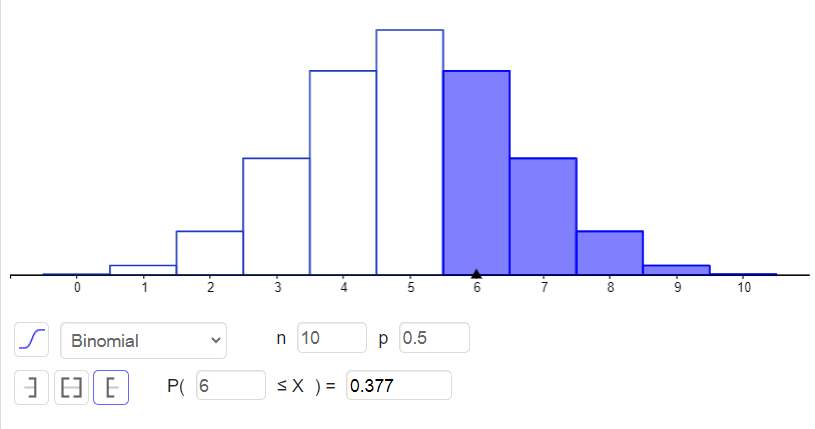 0 1 2 3 4 5 6 7 8 9 10
Binomial n 10 p 0.5
P( 6 ≤ X ) = 0.377